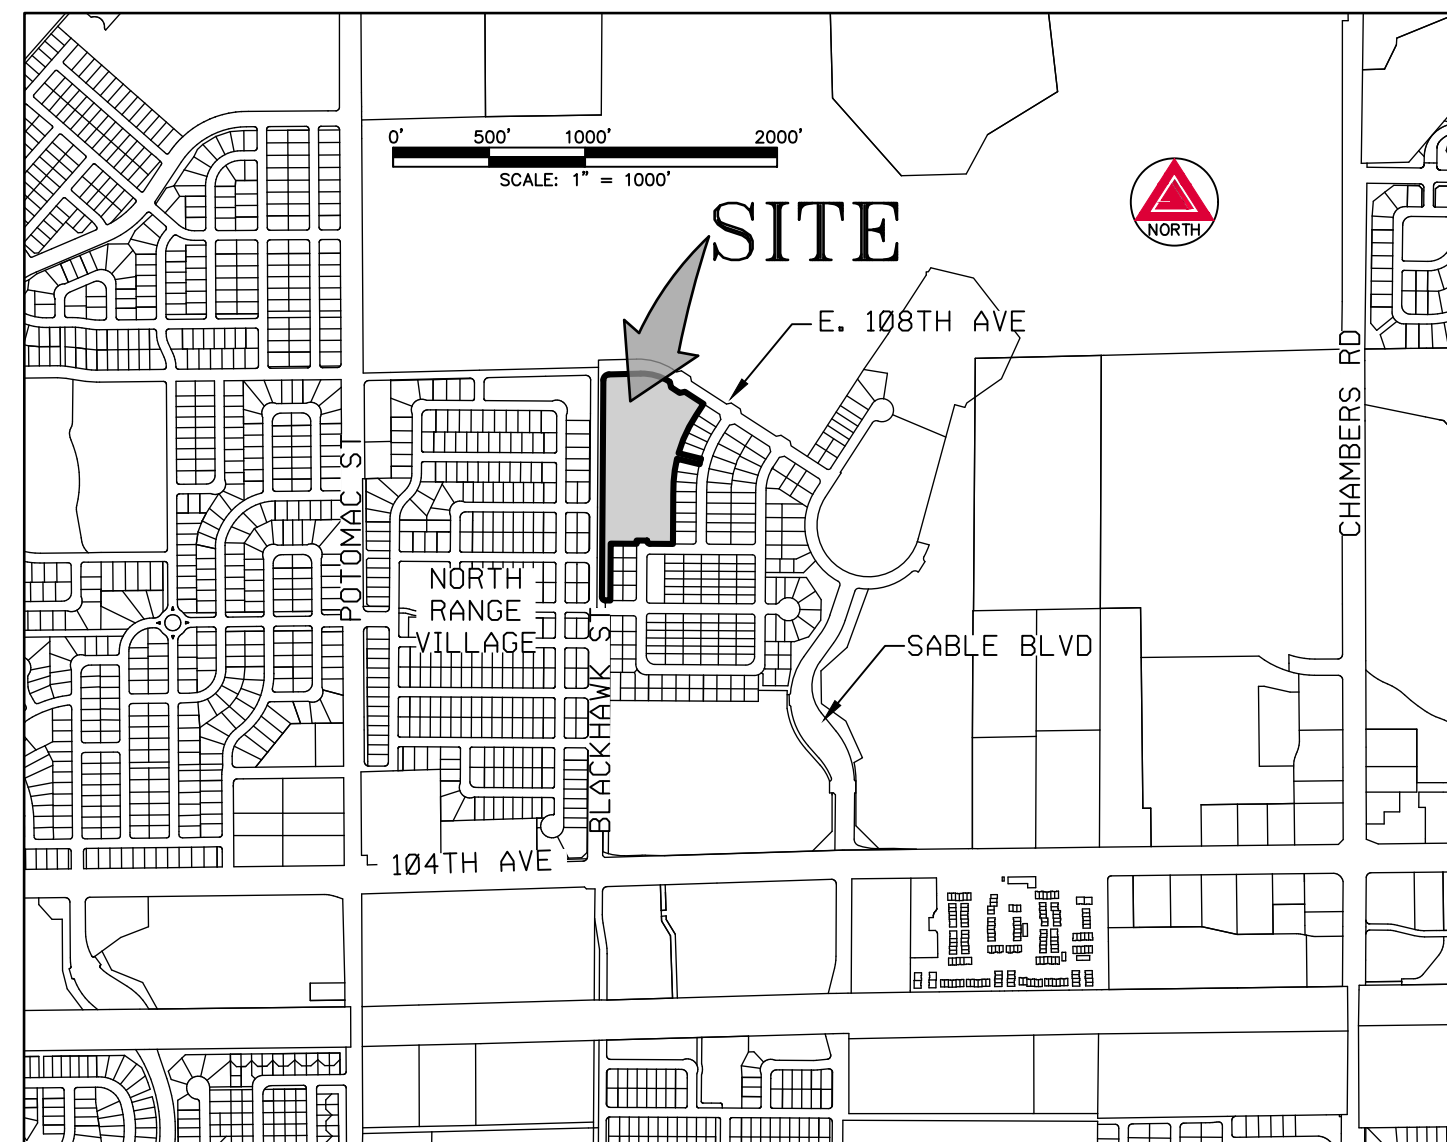 0' 500' 1000' 2000'
SCALE: 1" = 1000'
SITE
NORTH
E. 108TH AVE
CHAMBERS RD
POTOMAC ST
NORTH
RANGE
VILLAGE
BLACKHAWK ST
SABLE BLVD
104TH AVE